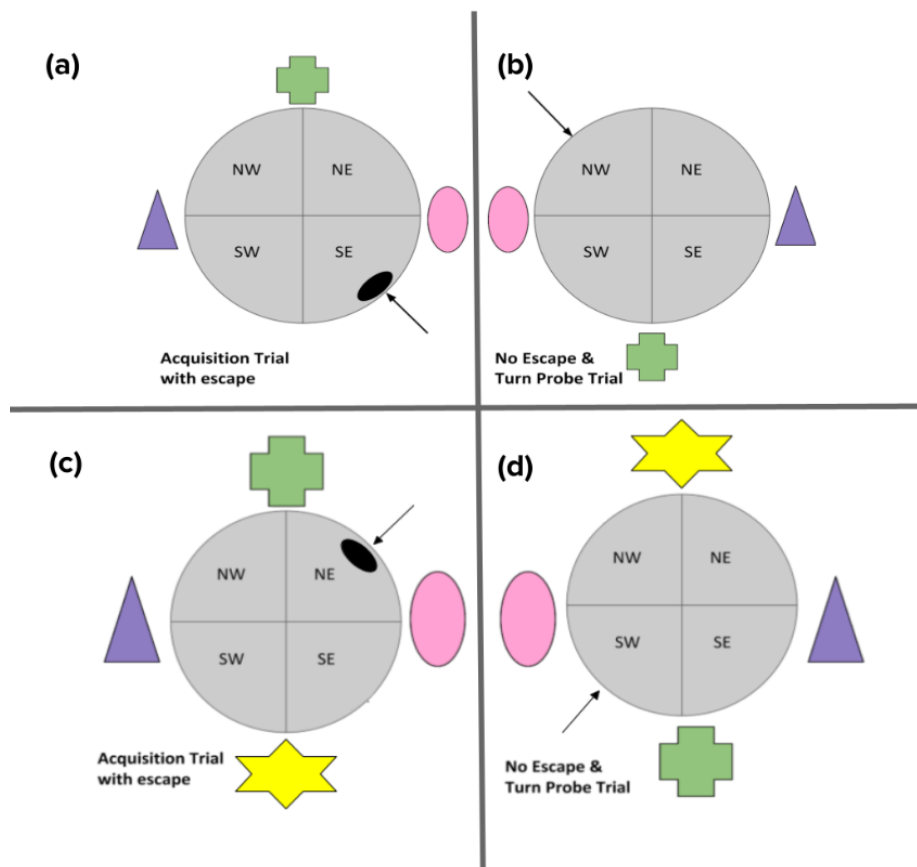 (a)
NW
NE
SW
SE
Acquisition Trial
with escape
(b)
NW
NE
SW
SE
No Escape &
Turn Probe Trial
(c)
NW
NE
SW
SE
Acquisition Trial
with escape
(d)
NW
NE
SW
SE
No Escape &
Turn Probe Trial